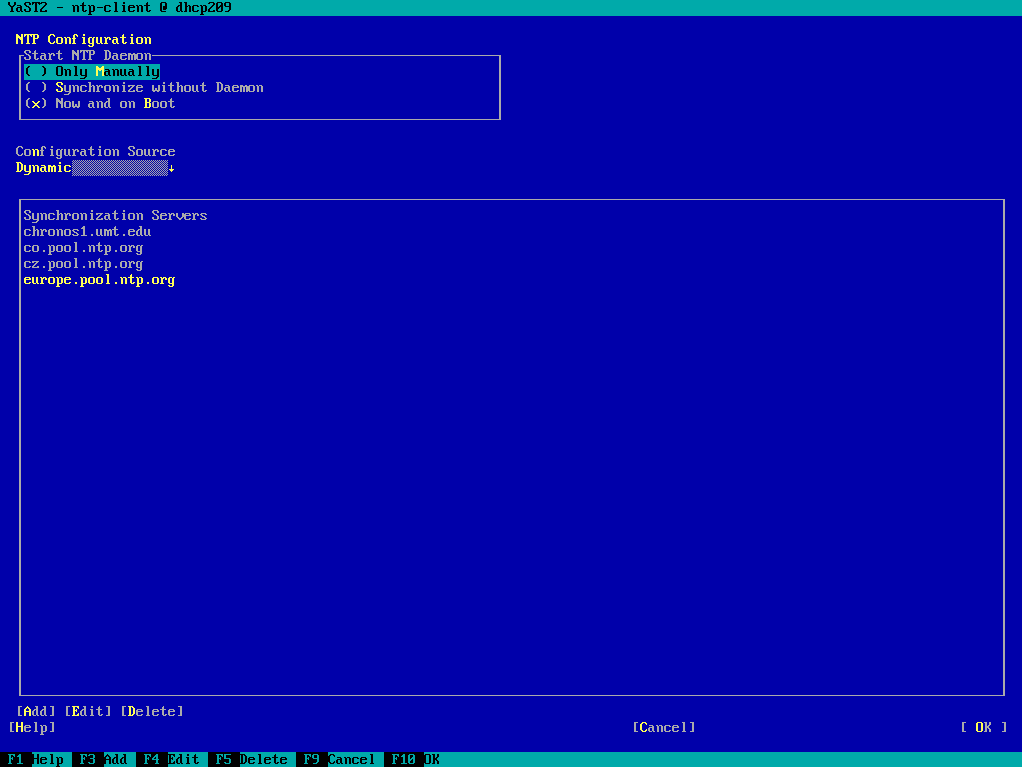 YaST2 - ntp-client @ dhcp209
NTP Configuration
Start NTP Daemon
( ) Only Manually
( ) Synchronize without Daemon
(x) Now and on Boot
Configuration Source
Dynamic↓
Synchronization Servers
chronos1.umt.edu
co.pool.ntp.org
cz.pool.ntp.org
europe.pool.ntp.org
[Add] [Edit] [Delete]
[Help] [Cancel] [ OK ]
F1 Help F3 Add F4 Edit F5 Delete F9 Cancel F10 OK